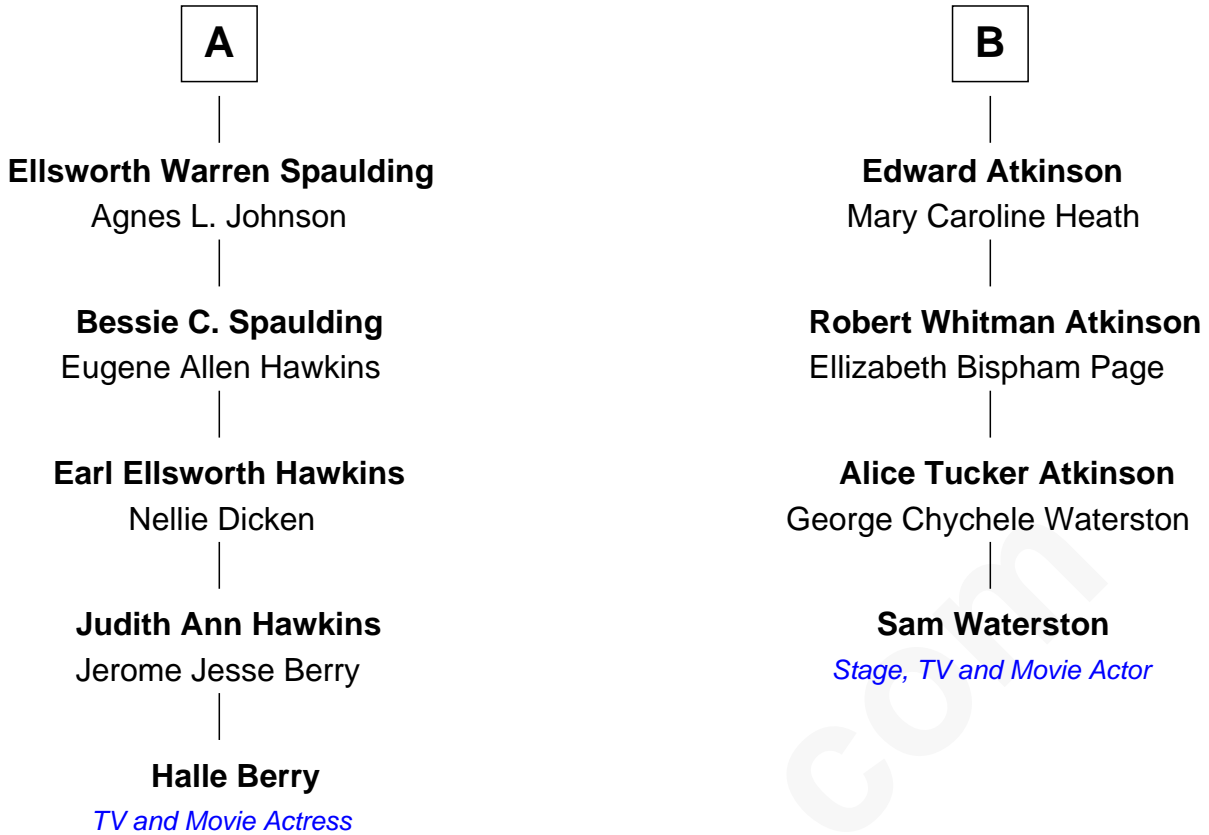 A
Ellsworth Warren Spaulding
Agnes L. Johnson
Bessie C. Spaulding
Eugene Allen Hawkins
Earl Ellsworth Hawkins
Nellie Dicken
Judith Ann Hawkins
Jerome Jesse Berry
Halle Berry
TV and Movie Actress
B
Edward Atkinson
Mary Caroline Heath
Robert Whitman Atkinson
Ellizabeth Bispham Page
Alice Tucker Atkinson
George Chychele Waterston
Sam Waterston
Stage, TV and Movie Actor
com